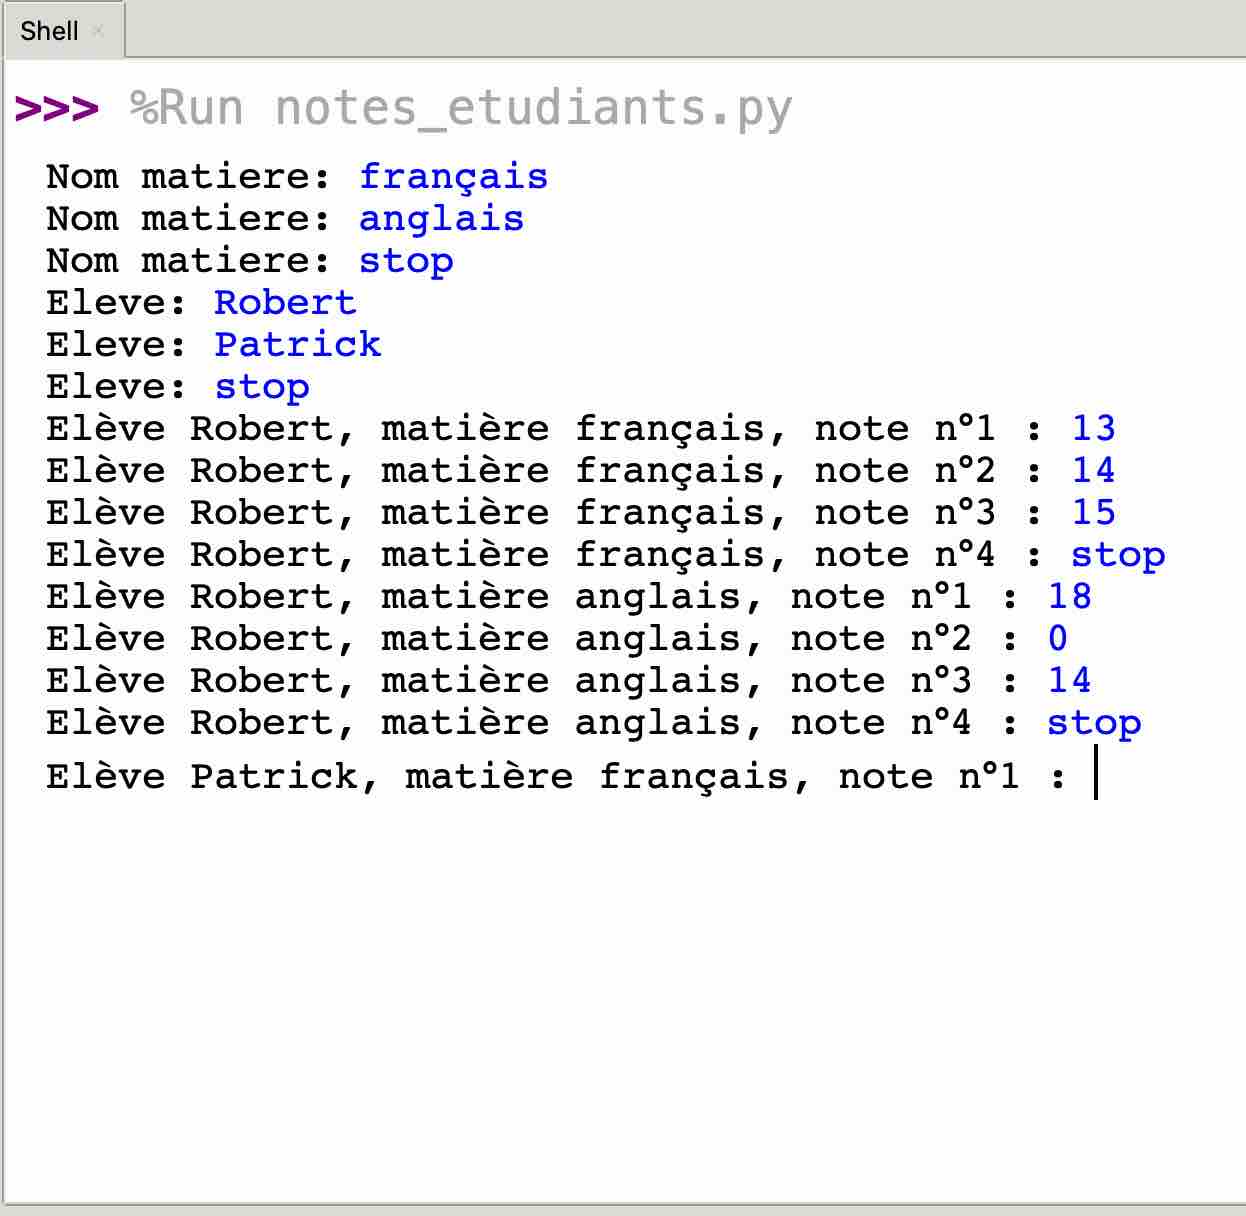 Shell ×
>>> %Run notes_etudiants.py
Nom matiere: français
Nom matiere: anglais
Nom matiere: stop
Eleve: Robert
Eleve: Patrick
Eleve: stop
Elève Robert, matière français, note n°1 : 13
Elève Robert, matière français, note n°2 : 14
Elève Robert, matière français, note n°3 : 15
Elève Robert, matière français, note n°4 : stop
Elève Robert, matière anglais, note n°1 : 18
Elève Robert, matière anglais, note n°2 : 0
Elève Robert, matière anglais, note n°3 : 14
Elève Robert, matière anglais, note n°4 : stop
Elève Patrick, matière français, note n°1 :